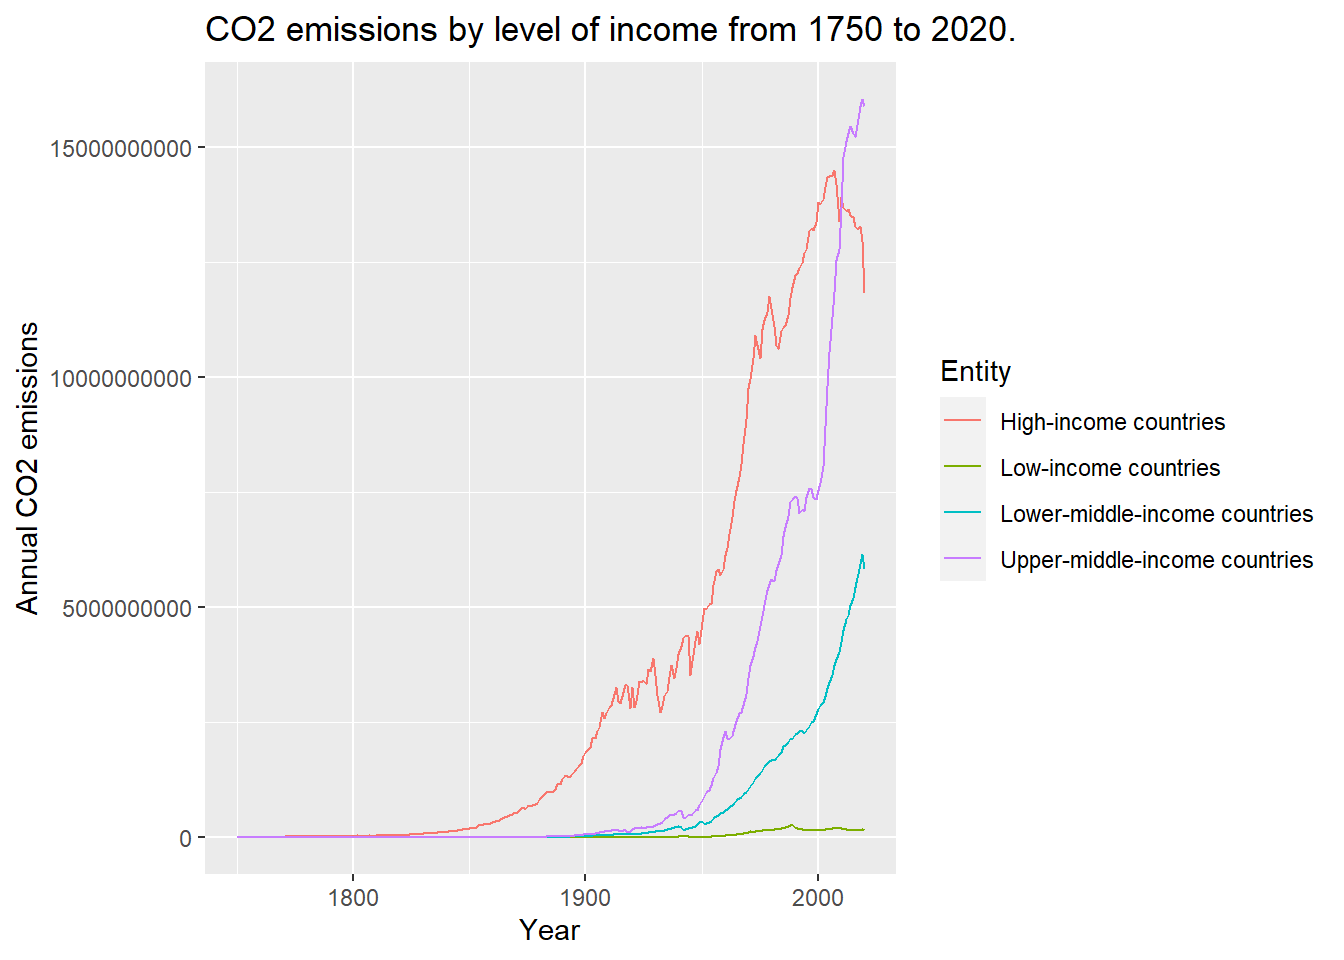 CO2 emissions by level of income from 1750 to 2020.
15000000000
10000000000
5000000000
0
Annual CO2 emissions
1800
1900
2000
Year
Entity
High-income countries
Low-income countries
Lower-middle-income countries
Upper-middle-income countries